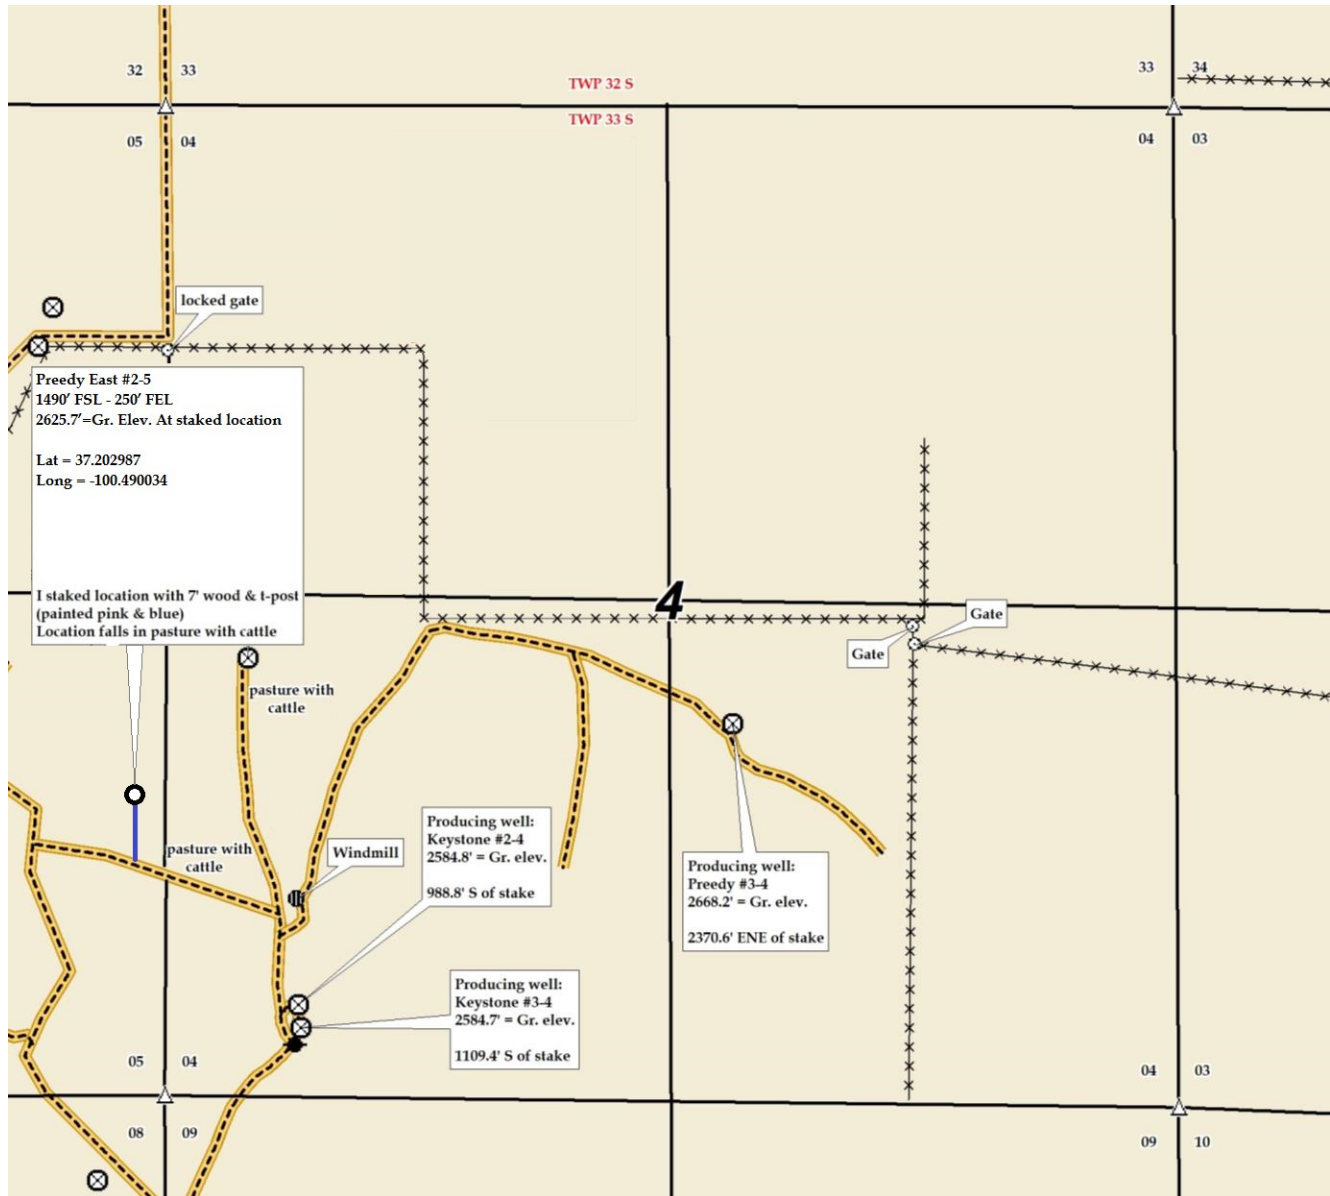 32 33
33 34
TWP 32 S
TWP 33 S
05 04
04 03
locked gate
Preedy East #2-5
1490' FSL - 250' FEL
2625.7'=Gr. Elev. At staked location
Lat = 37.202987
Long = -100.490034
I staked location with 7' wood & t-post
(painted pink & blue)
Location falls in pasture with cattle
4
Gate
Gate
pasture with
cattle
pasture with
cattle
Windmill
Producing well:
Keystone #2-4
2584.8' = Gr. elev.
988.8' S of stake
Producing well:
Preedy #3-4
2668.2' = Gr. elev.
2370.6' ENE of stake
Producing well:
Keystone #3-4
2584.7' = Gr. elev.
1109.4' S of stake
05 04
04 03
08 09
09 10